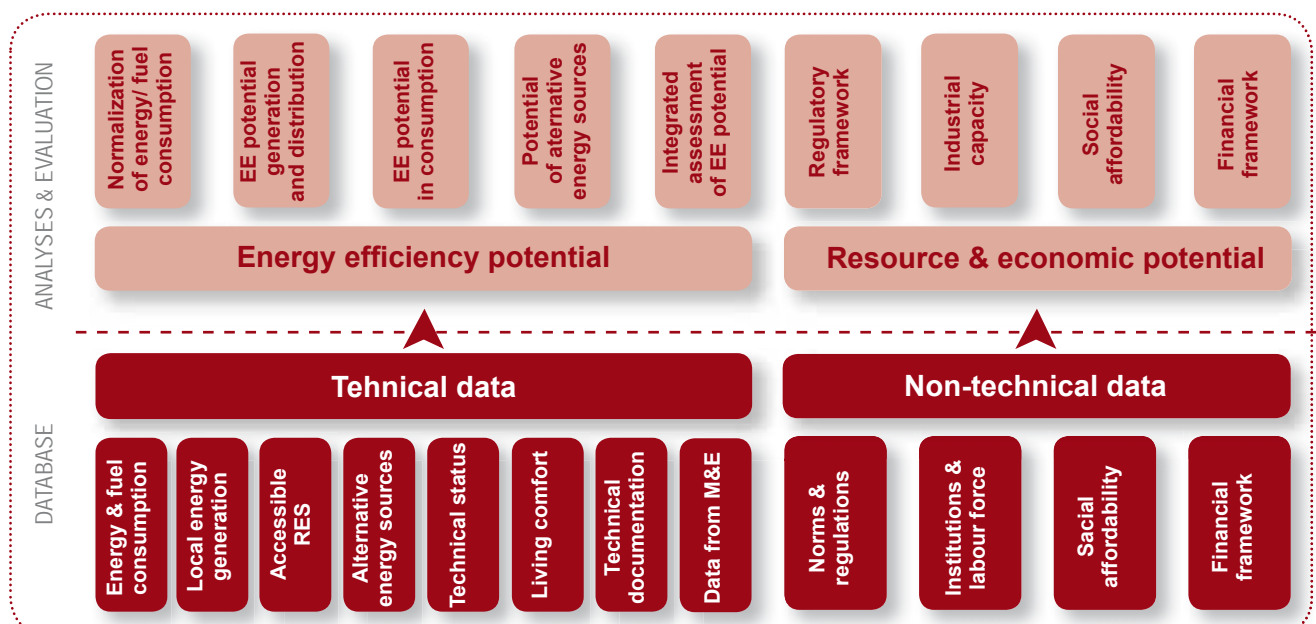 ANALYSES & EVALUATION
Normalization
of energy/ fuel
consumption
EE potential
generation
and distribution
EE potential
in consumption
Potential
of aternative
energy sources
Integrated
assessment
of EE potential
Regulatory
framework
Industrial
capacity
Social
affordability
Financial
framework
Energy efficiency potential
Resource & economic potential
DATABASE
Tehnical data
Non-technical data
Energy & fuel
consumption
Local energy
generation
Accessible
RES
Alternative
energy sources
Technical status
Living comfort
Technical
documentation
Data from M&E
Norms &
regulations
Institutions &
labour force
Sacial
affordability
Financial
framework